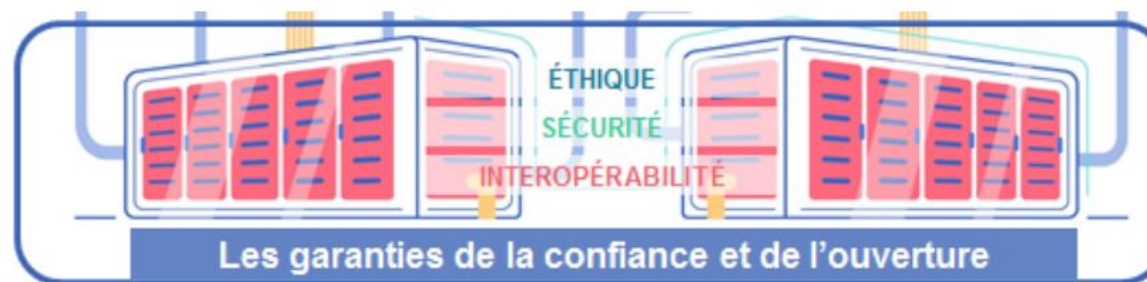 ÉTHIQUE
SÉCURITÉ
INTEROPÉRABILITÉ
Les garanties de la confiance et de l’ouverture